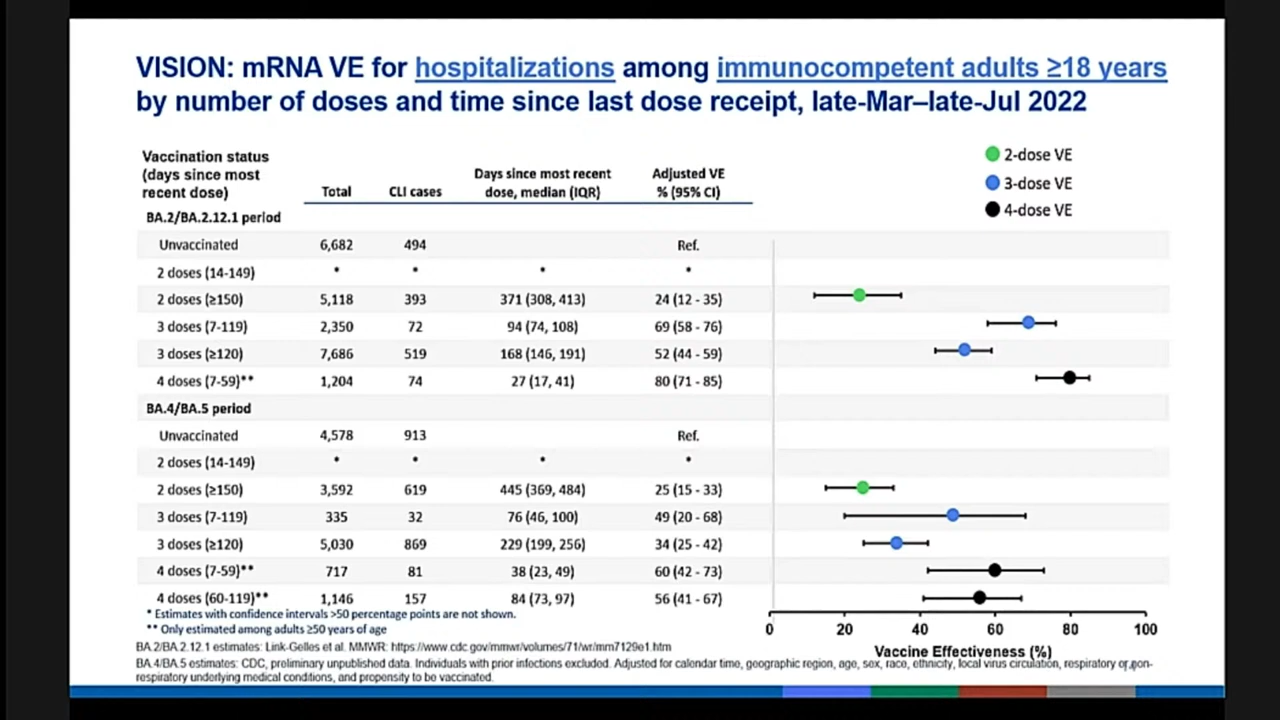 VISION: mRNA VE for hospitalizations among immunocompetent adults ≥18 years
by number of doses and time since last dose receipt, late-Mar–late-Jul 2022
Vaccination status
(days since most
recent dose)
Total
CLI cases
Days since most recent
dose, median (IQR)
Adjusted VE
% (95% CI)
2-dose VE
3-dose VE
4-dose VE
BA.2/BA.2.12.1 period
Unvaccinated 6,682 494 Ref.
2 doses (14-149) * * * *
2 doses (≥150) 5,118 393 371 (308, 413) 24 (12 - 35)
3 doses (7-119) 2,350 72 94 (74, 108) 69 (58 - 76)
3 doses (≥120) 7,686 519 168 (146, 191) 52 (44 - 59)
4 doses (7-59)** 1,204 74 27 (17, 41) 80 (71 - 85)
BA.4/BA.5 period
Unvaccinated 4,578 913 Ref.
2 doses (14-149) * * * *
2 doses (≥150) 3,592 619 445 (369, 484) 25 (15 - 33)
3 doses (7-119) 335 32 76 (46, 100) 49 (20 - 68)
3 doses (≥120) 5,030 869 229 (199, 256) 34 (25 - 42)
4 doses (7-59)** 717 81 38 (23, 49) 60 (42 - 73)
4 doses (60-119)** 1,146 157 84 (73, 97) 56 (41 - 67)
0 20 40 60 80 100
Vaccine Effectiveness (%)
* Estimates with confidence intervals >50 percentage points are not shown.
** Only estimated among adults ≥50 years of age
BA.2/BA.2.12.1 estimates: Link-Gelles et al. MMWR: https://www.cdc.gov/mmwr/volumes/71/wr/mm7129e1.htm
BA.4/BA.5 estimates: CDC, preliminary unpublished data. Individuals with prior infections excluded. Adjusted for calendar time, geographic region, age, sex, race, ethnicity, local virus circulation, respiratory or non-
respiratory underlying medical conditions, and propensity to be vaccinated.